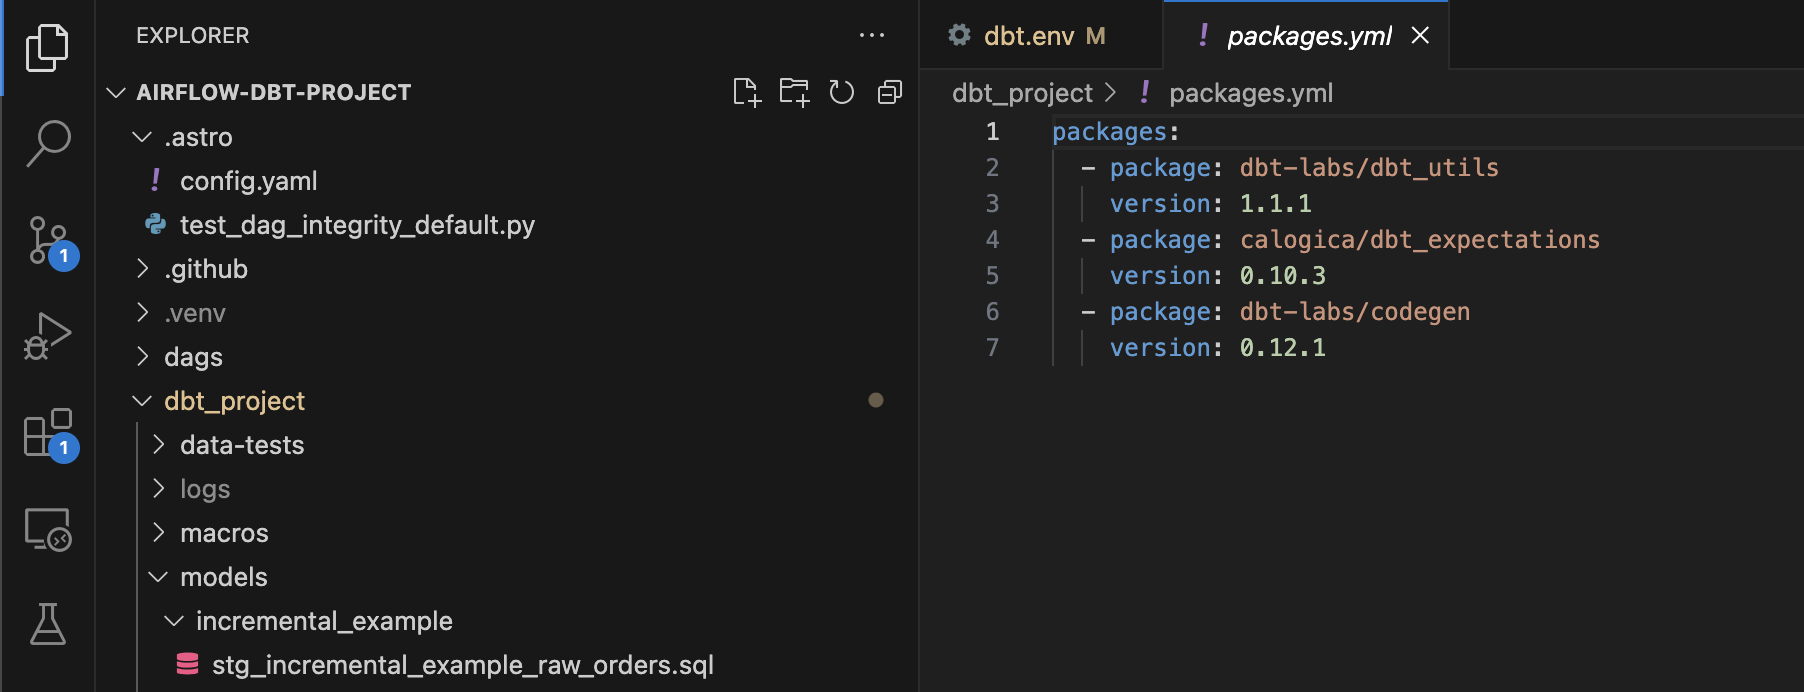 EXPLORER
AIRFLOW-DBT-PROJECT
.astro
! config.yaml
test_dag_integrity_default.py
.github
.venv
dags
dbt_project
data-tests
logs
macros
models
incremental_example
stg_incremental_example_raw_orders.sql
1
1
dbt.env M
! packages.yml
dbt_project > ! packages.yml
1 packages:
2   - package: dbt-labs/dbt_utils
3     version: 1.1.1
4   - package: calogica/dbt_expectations
5     version: 0.10.3
6   - package: dbt-labs/codegen
7     version: 0.12.1